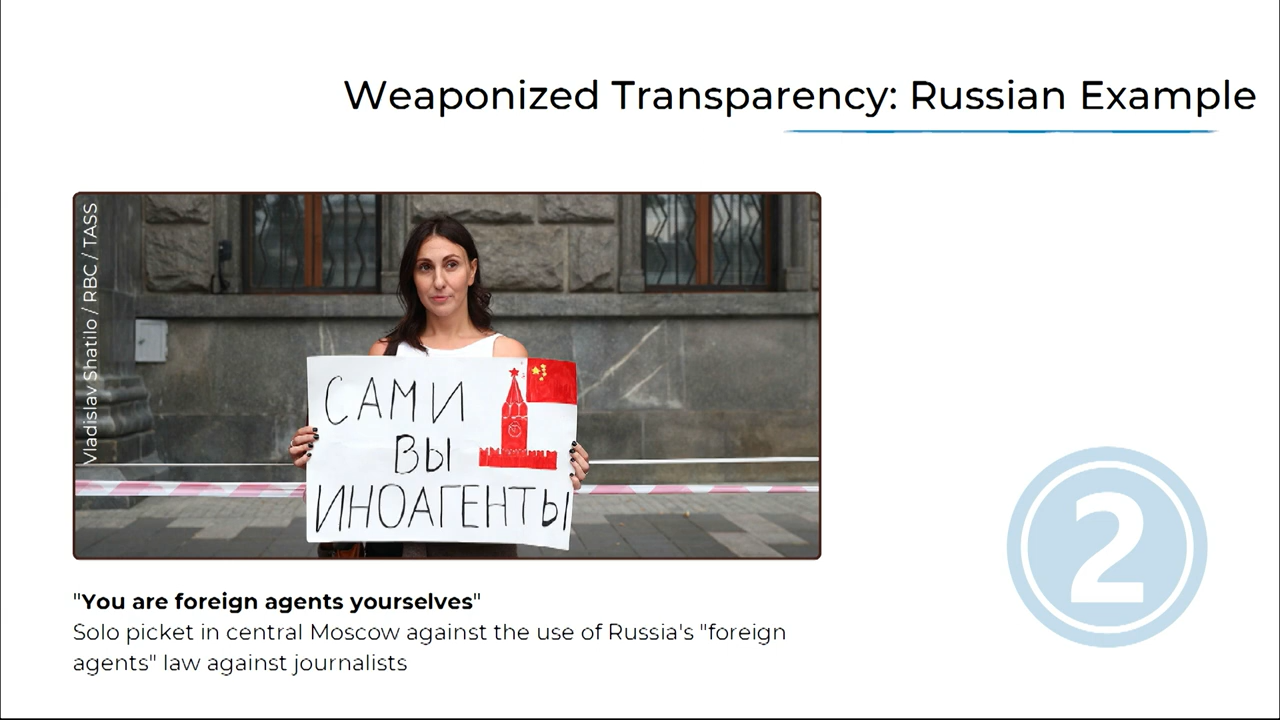 Weaponized Transparency: Russian Example
Vladislav Shatilo / RBC / TASS
САМИ
ВЫ
ИНОАГЕНТЫ
"You are foreign agents yourselves"
Solo picket in central Moscow against the use of Russia's "foreign
agents" law against journalists
2